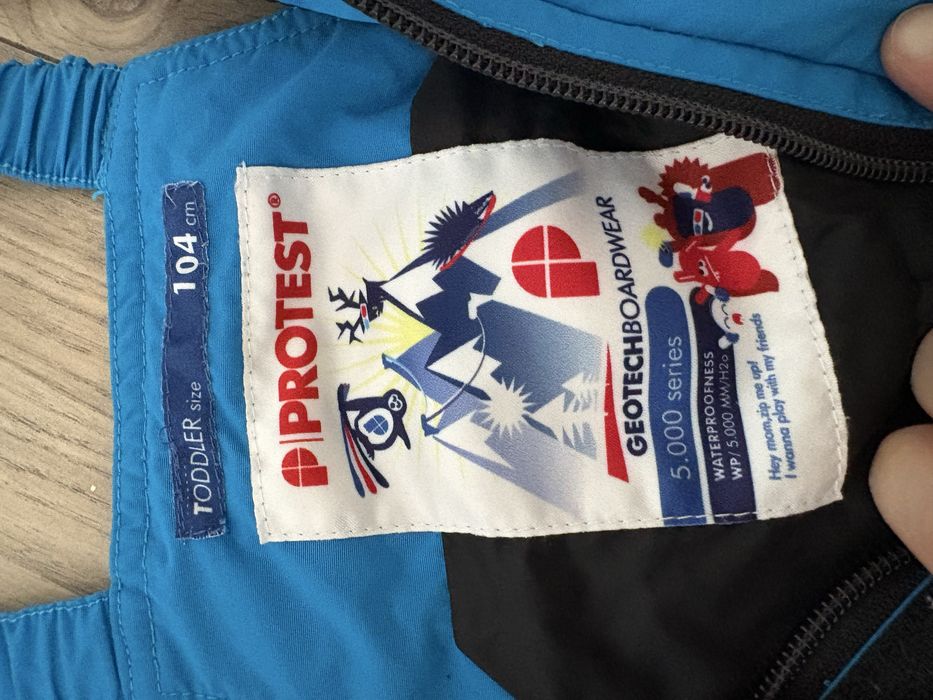 TODDLER size 104 cm
PROTEST®
GEOTECHBOARDWEAR
5.000 series
WATERPROOFNESS
WP/ 5.000 MM/H2o
Hey mom,zip me up!
I wanna play with my friends